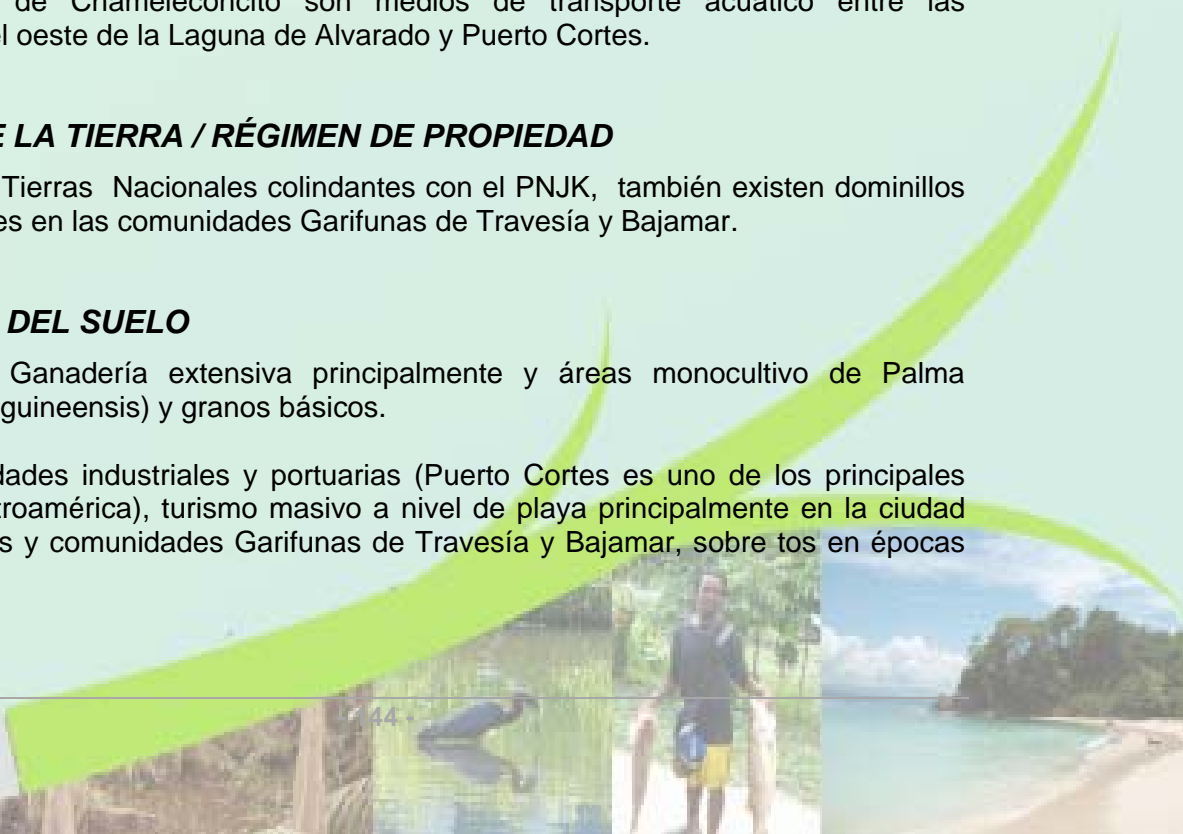 de Chameleconcito son medios de transporte acuático entre las
el oeste de la Laguna de Alvarado y Puerto Cortes.
E LA TIERRA / RÉGIMEN DE PROPIEDAD
Tierras Nacionales colindantes con el PNJK, también existen dominillos
es en las comunidades Garifunas de Travesía y Bajamar.
DEL SUELO
Ganadería extensiva principalmente y áreas monocultivo de Palma
guineensis) y granos básicos.
dades industriales y portuarias (Puerto Cortes es uno de los principales
troamérica), turismo masivo a nivel de playa principalmente en la ciudad
s y comunidades Garifunas de Travesía y Bajamar, sobre tos en épocas
44 -